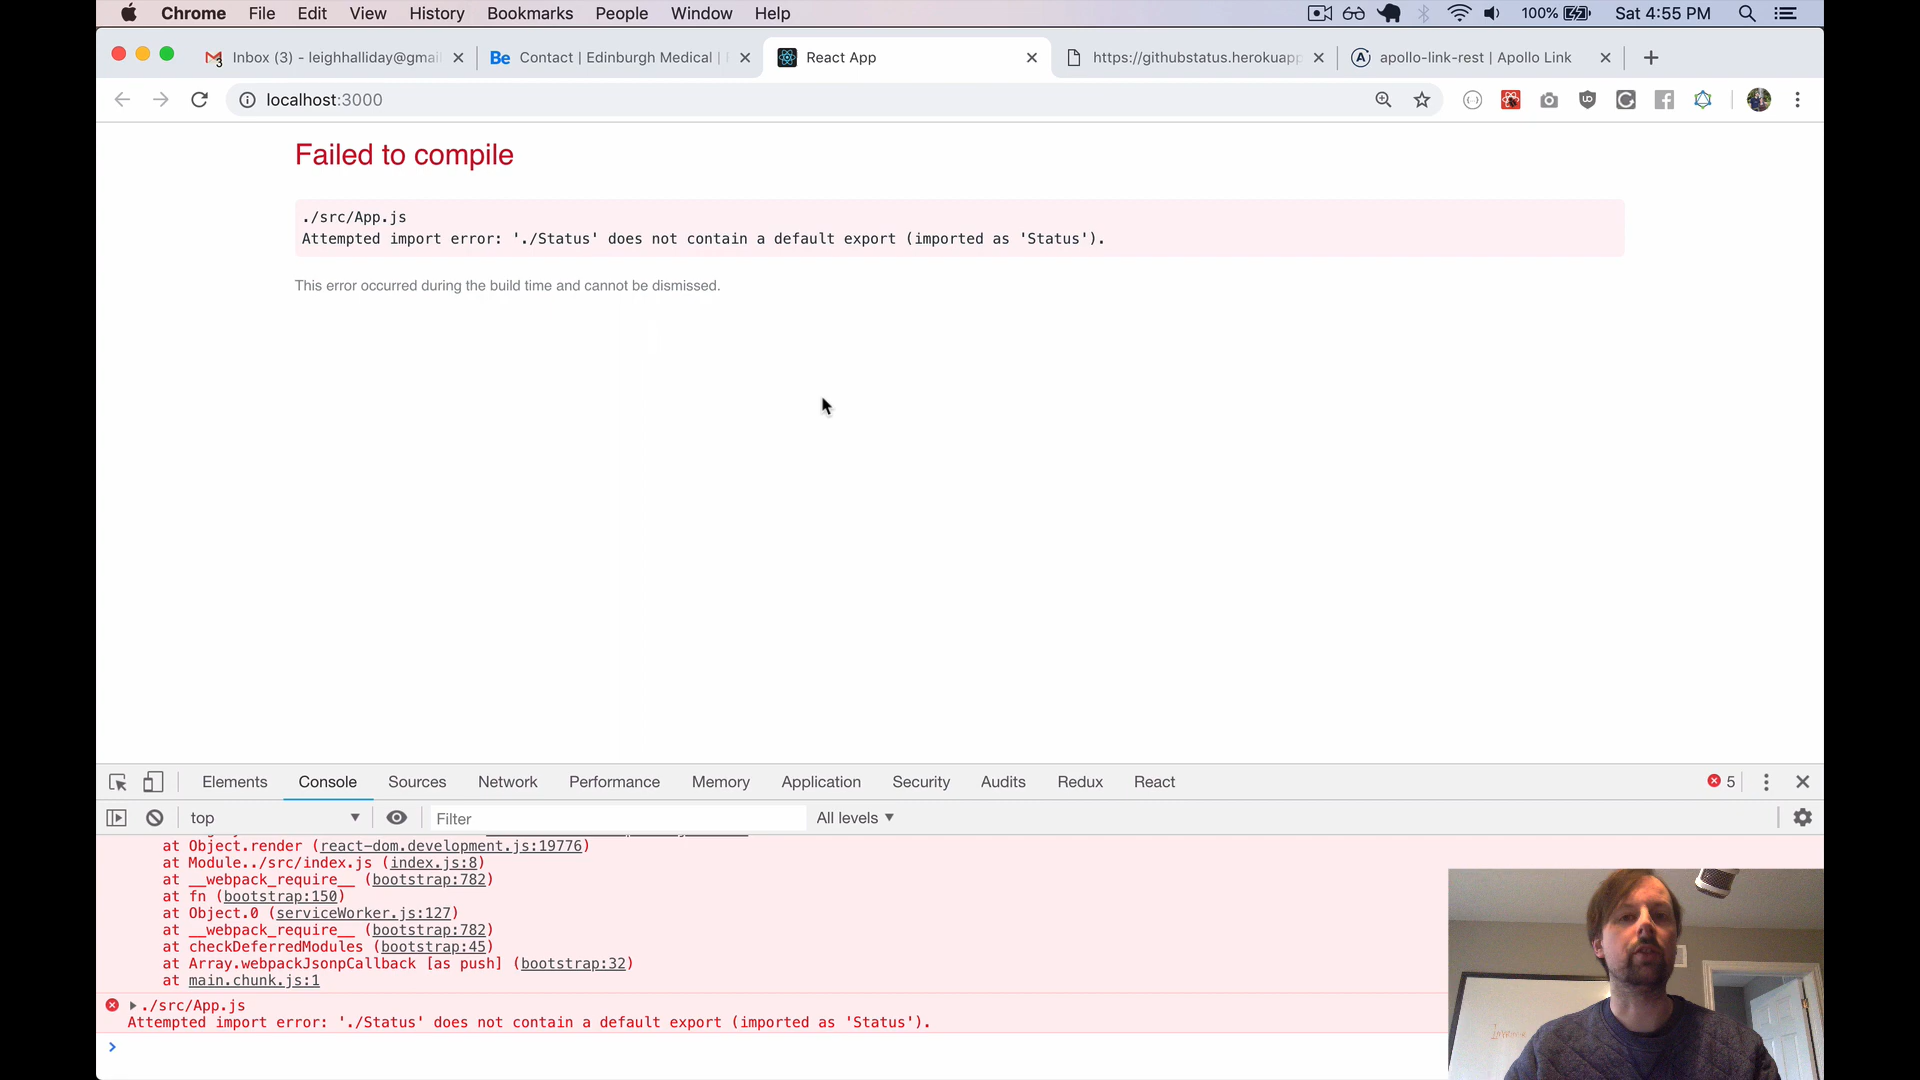 Chrome File Edit View History Bookmarks People Window Help 100% Sat 4:55 PM
Inbox (3) - leighhalliday@gmai
Be Contact | Edinburgh Medical |
React App
https://githubstatus.herokuapp
apollo-link-rest | Apollo Link
localhost:3000
Failed to compile
./src/App.js
Attempted import error: './Status' does not contain a default export (imported as 'Status').
This error occurred during the build time and cannot be dismissed.
Elements Console Sources Network Performance Memory Application Security Audits Redux React 5
top Filter All levels
at Object.render (react-dom.development.js:19776)
at Module../src/index.js (index.js:8)
at __webpack_require__ (bootstrap:782)
at fn (bootstrap:150)
at Object.0 (serviceWorker.js:127)
at __webpack_require__ (bootstrap:782)
at checkDeferredModules (bootstrap:45)
at Array.webpackJsonpCallback [as push] (bootstrap:32)
at main.chunk.js:1
./src/App.js
Attempted import error: './Status' does not contain a default export (imported as 'Status').